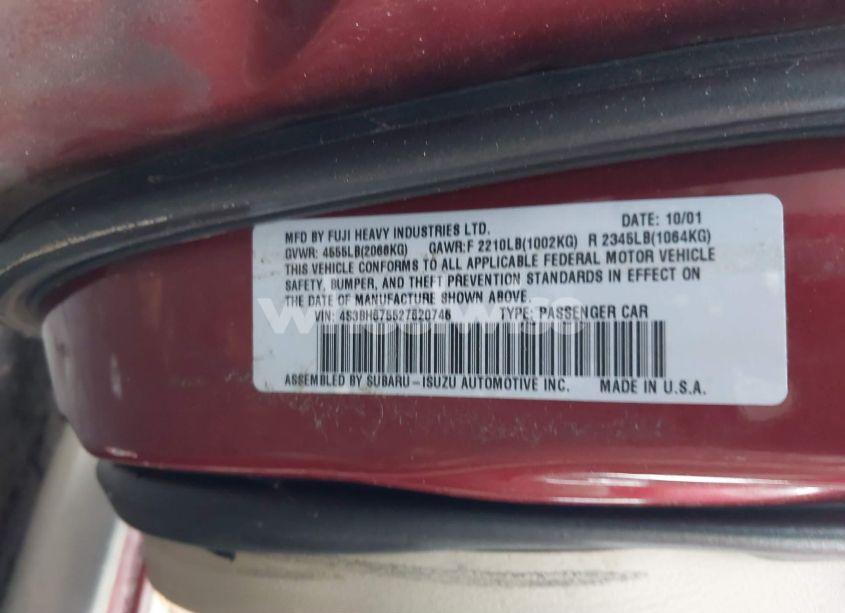 MFD BY FUJI HEAVY INDUSTRIES LTD. DATE: 10/01
GVWR: 4555LB(2066KG) GAWR:F 2210LB(1002KG) R 2345LB(1064KG)
THIS VEHICLE CONFORMS TO ALL APPLICABLE FEDERAL MOTOR VEHICLE
SAFETY, BUMPER, AND THEFT PREVENTION STANDARDS IN EFFECT ON
THE DATE OF MANUFACTURE SHOWN ABOVE.
VIN: 4S3BH675527620746 TYPE: PASSENGER CAR
ASSEMBLED BY SUBARU-ISUZU AUTOMOTIVE INC. MADE IN U.S.A.